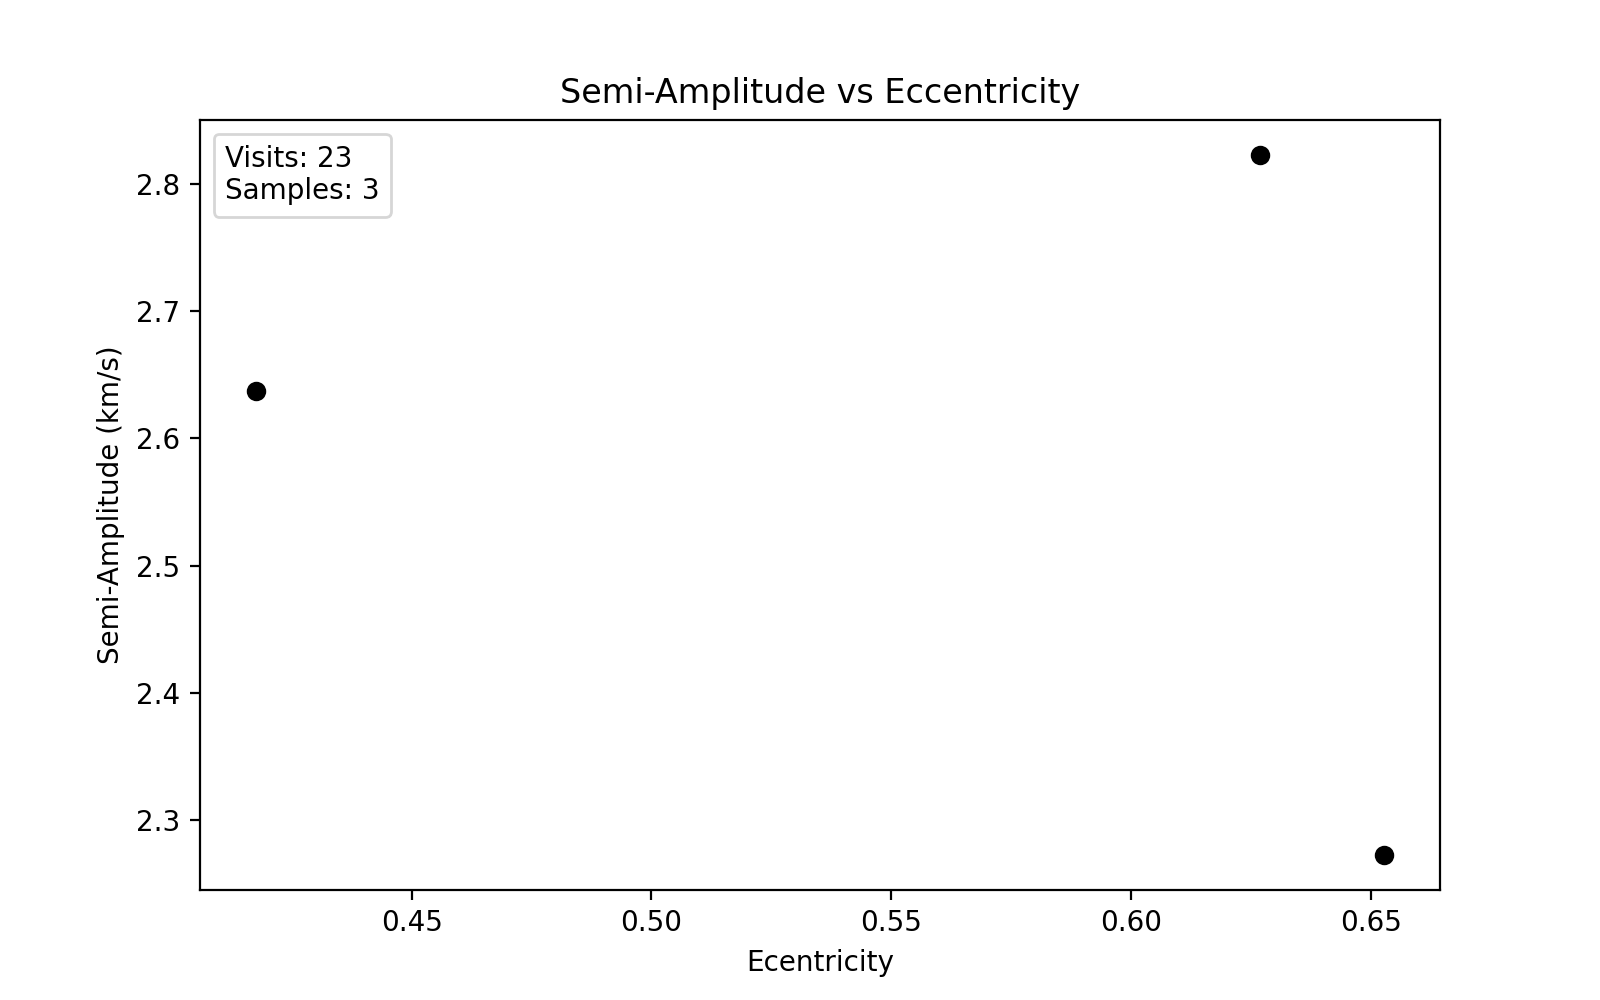 Semi-Amplitude vs Eccentricity
Visits: 23
Samples: 3
2.8
2.7
2.6
2.5
2.4
2.3
Semi-Amplitude (km/s)
0.45 0.50 0.55 0.60 0.65
Ecentricity